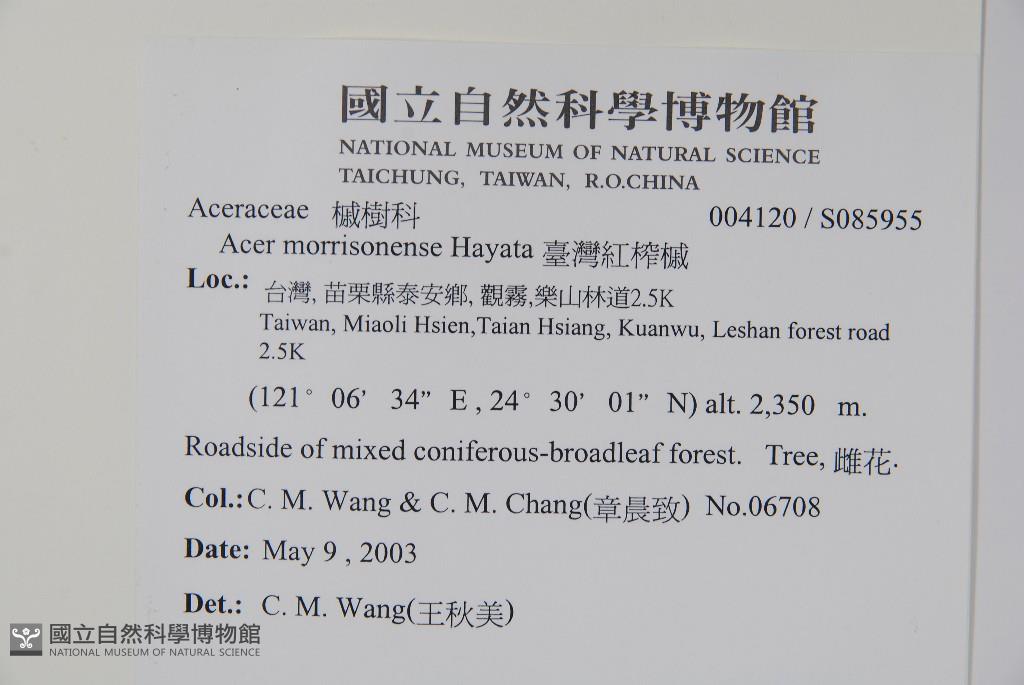 國立自然科學博物館
NATIONAL MUSEUM OF NATURAL SCIENCE
TAICHUNG, TAIWAN, R.O.CHINA
Aceraceae 槭樹科 004120 / S085955
Acer morrisonense Hayata 臺灣紅榨槭
Loc.: 台灣, 苗栗縣泰安鄉, 觀霧,樂山林道2.5K
Taiwan, Miaoli Hsien,Taian Hsiang, Kuanwu, Leshan forest road
2.5K
(121° 06’ 34” E , 24° 30’ 01” N) alt. 2,350 m.
Roadside of mixed coniferous-broadleaf forest. Tree, 雌花.
Col.: C. M. Wang & C. M. Chang(章晨致) No.06708
Date: May 9 , 2003
Det.: C. M. Wang(王秋美)
國立自然科學博物館
NATIONAL MUSEUM OF NATURAL SCIENCE